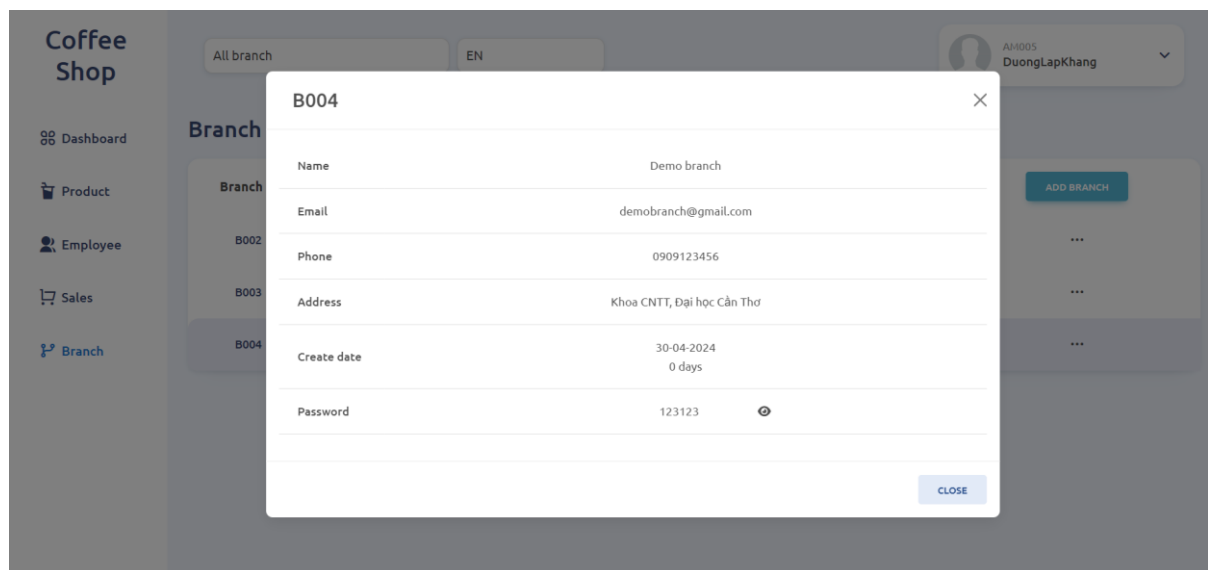 Coffee
Shop
All branch
EN
AM005
DuongLapKhang
Dashboard
Product
Employee
Sales
Branch
Branch
Branch
ADD BRANCH
B002
...
B003
...
B004
...
B004
Name
Demo branch
Email
demobranch@gmail.com
Phone
0909123456
Address
Khoa CNTT, Đại học Cần Thơ
Create date
30-04-2024
0 days
Password
123123
CLOSE